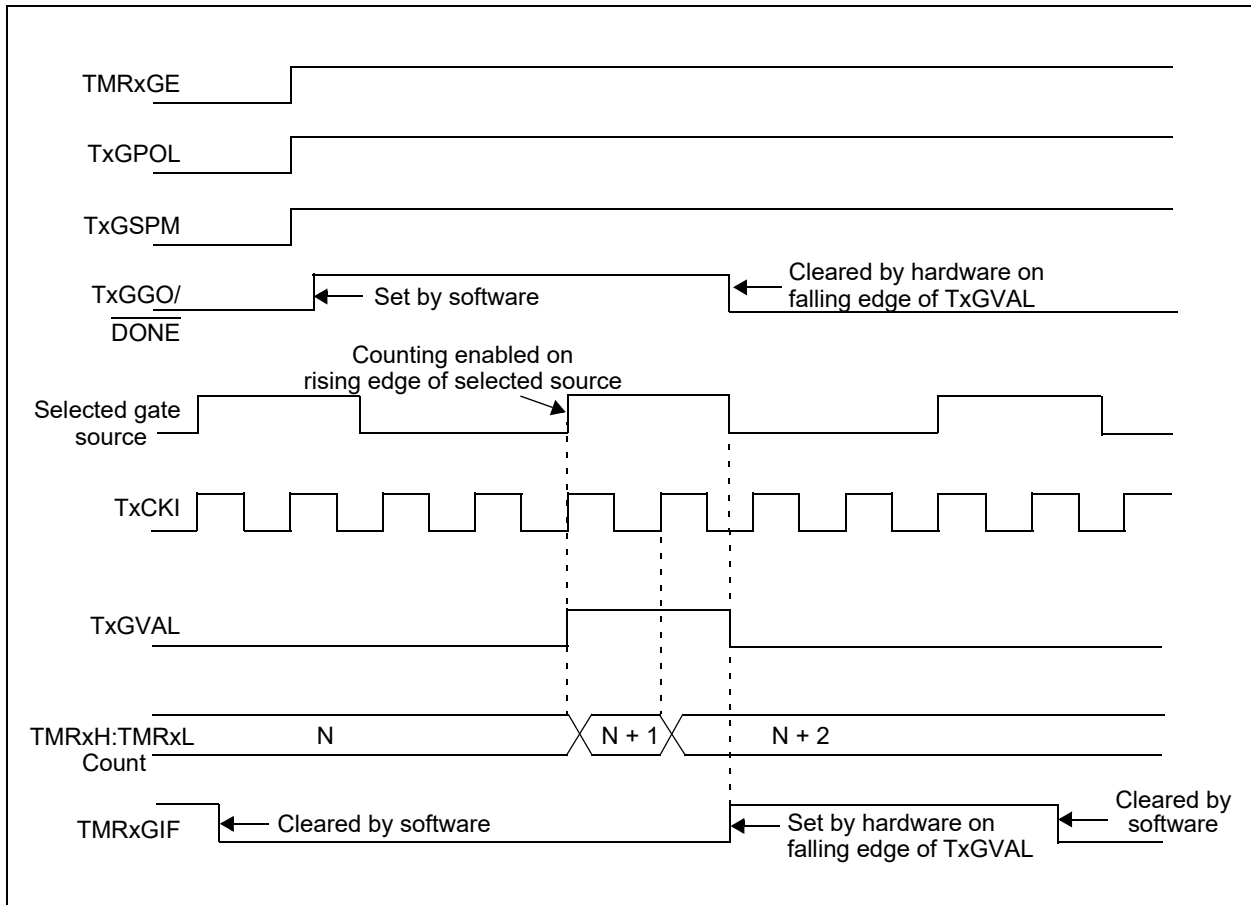 TMRxGE
TxGPOL
TxGSPM
TxGGO/
DONE
Set by software
Cleared by hardware on
falling edge of TxGVAL
Counting enabled on
rising edge of selected source
Selected gate
source
TxCKI
TxGVAL
TMRxH:TMRxL
Count
N
N + 1
N + 2
TMRxGIF
Cleared by software
Set by hardware on
falling edge of TxGVAL
Cleared by
software